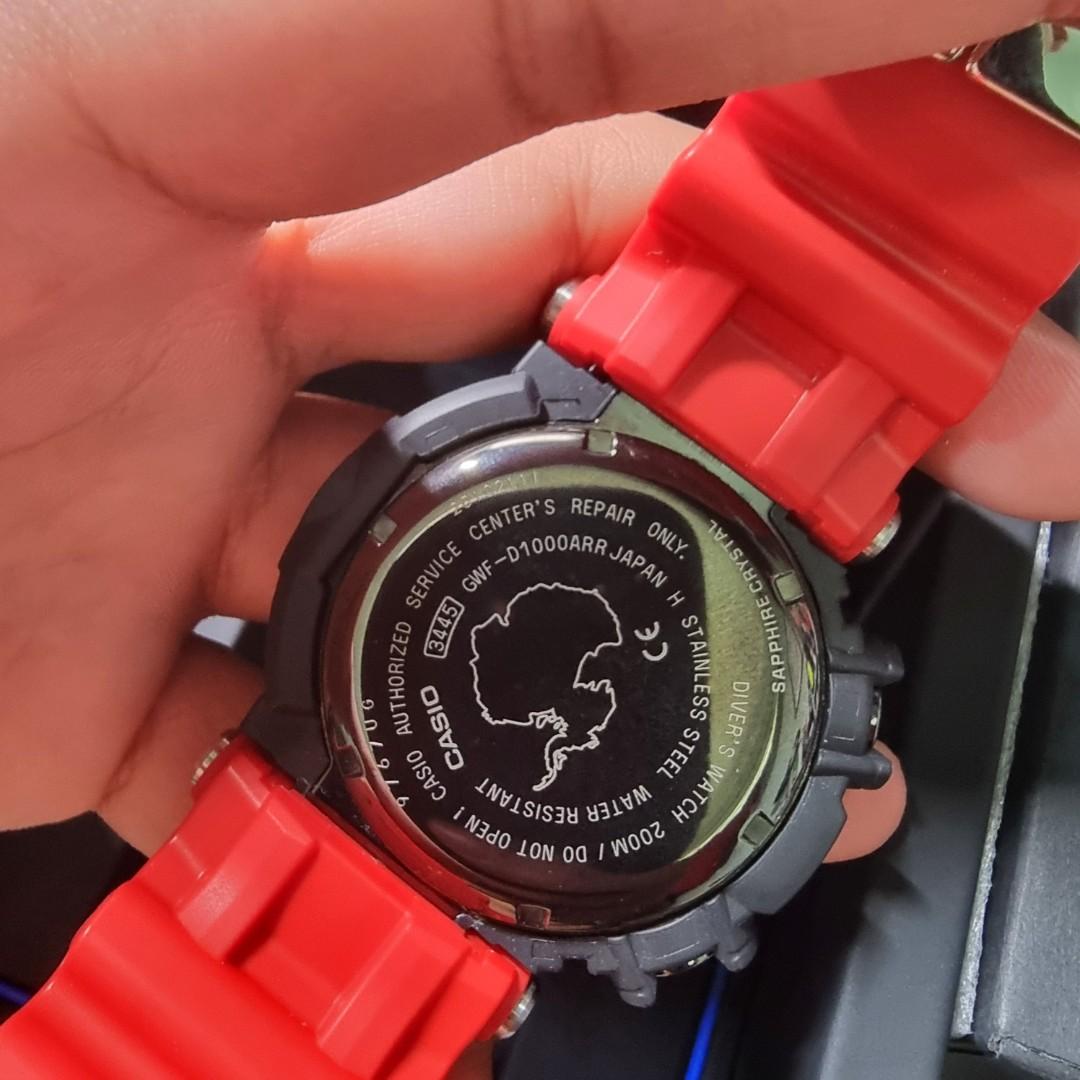 CASIO AUTHORIZED SERVICE CENTER'S REPAIR ONLY.
DIVER'S WATCH 200M / DO NOT OPEN !
SAPPHIRE CRYSTAL
CASIO 3445 GWF-D1000ARR JAPAN H STAINLESS STEEL WATER RESISTANT
CE